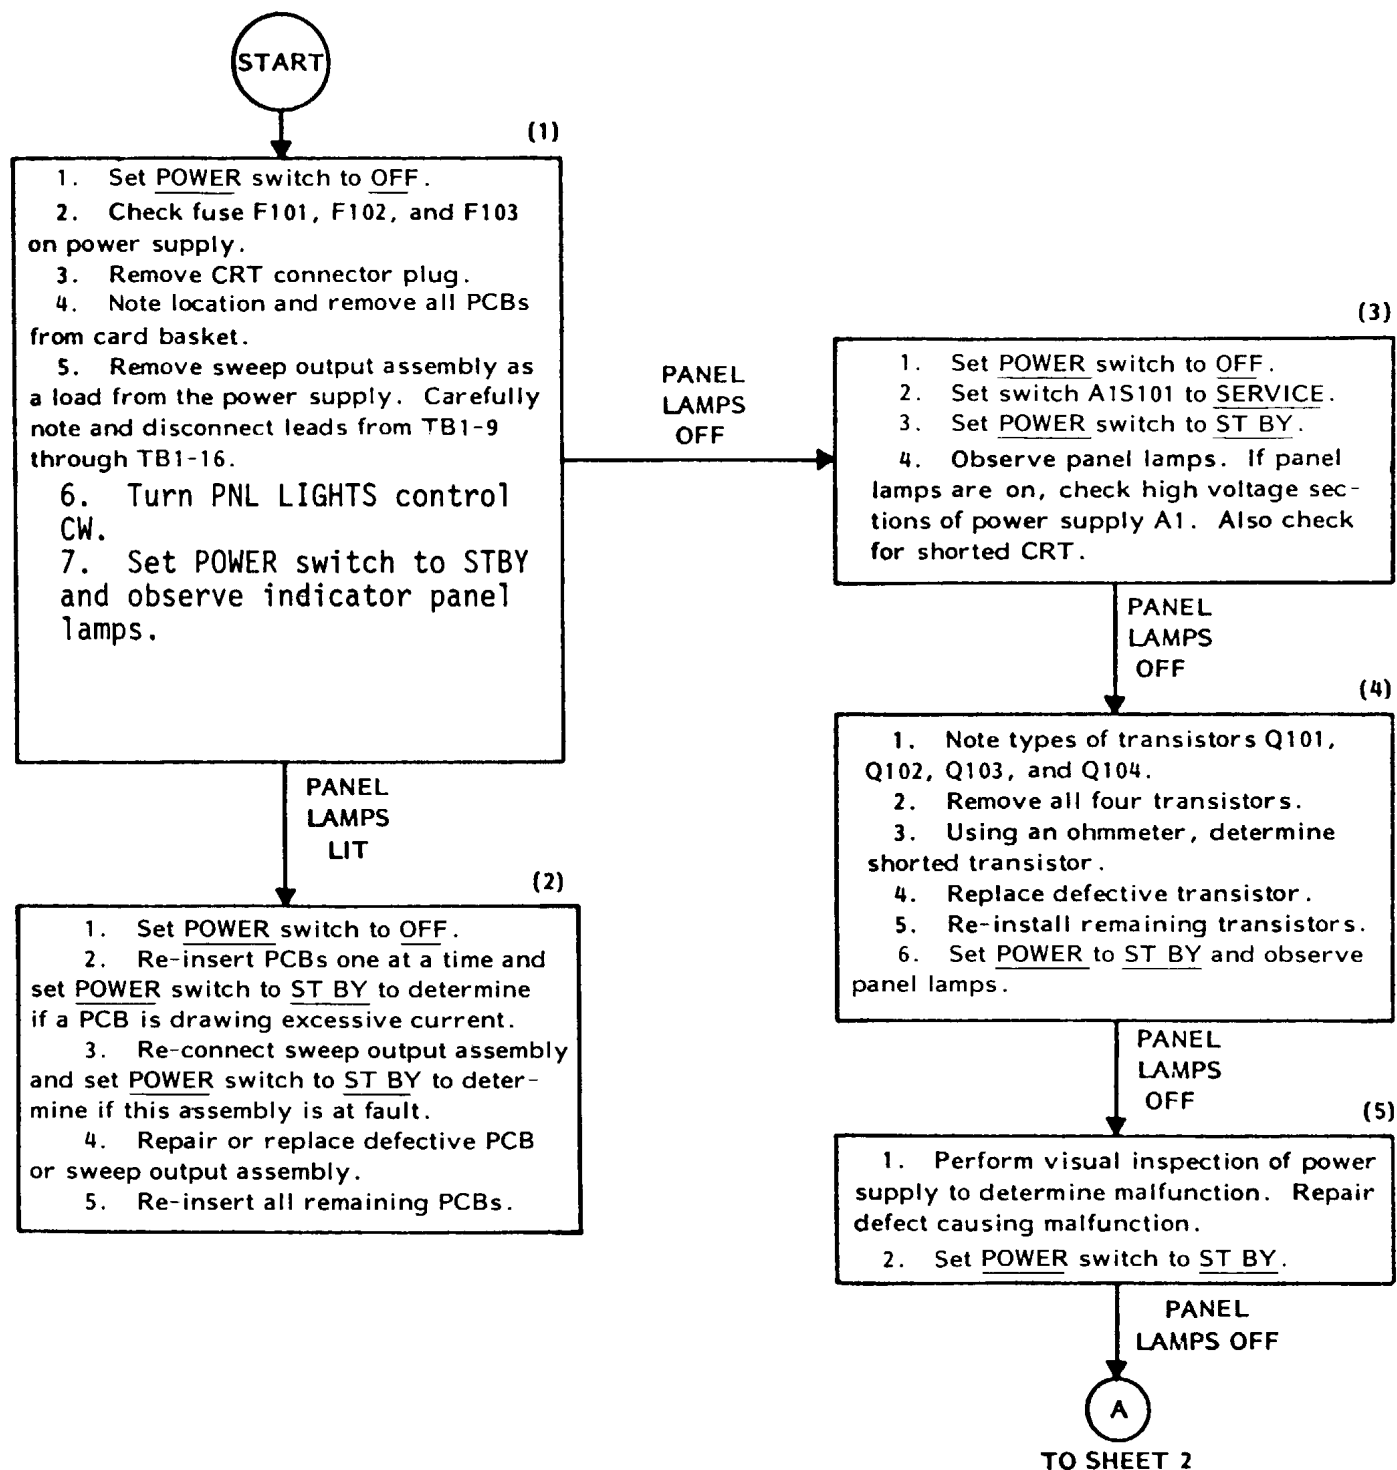 START
(1)
1. Set POWER switch to OFF.
2. Check fuse F101, F102, and F103
on power supply.
3. Remove CRT connector plug.
4. Note location and remove all PCBs
from card basket.
5. Remove sweep output assembly as
a load from the power supply. Carefully
note and disconnect leads from TB1-9
through TB1-16.
6. Turn PNL LIGHTS control
CW.
7. Set POWER switch to STBY
and observe indicator panel
lamps.
PANEL
LAMPS
LIT
(2)
1. Set POWER switch to OFF.
2. Re-insert PCBs one at a time and
set POWER switch to ST BY to determine
if a PCB is drawing excessive current.
3. Re-connect sweep output assembly
and set POWER switch to ST BY to deter-
mine if this assembly is at fault.
4. Repair or replace defective PCB
or sweep output assembly.
5. Re-insert all remaining PCBs.
PANEL
LAMPS
OFF
(3)
1. Set POWER switch to OFF.
2. Set switch A1S101 to SERVICE.
3. Set POWER switch to ST BY.
4. Observe panel lamps. If panel
lamps are on, check high voltage sec-
tions of power supply A1. Also check
for shorted CRT.
PANEL
LAMPS
OFF
(4)
1. Note types of transistors Q101,
Q102, Q103, and Q104.
2. Remove all four transistors.
3. Using an ohmmeter, determine
shorted transistor.
4. Replace defective transistor.
5. Re-install remaining transistors.
6. Set POWER to ST BY and observe
panel lamps.
PANEL
LAMPS
OFF
(5)
1. Perform visual inspection of power
supply to determine malfunction. Repair
defect causing malfunction.
2. Set POWER switch to ST BY.
PANEL
LAMPS OFF
A
TO SHEET 2